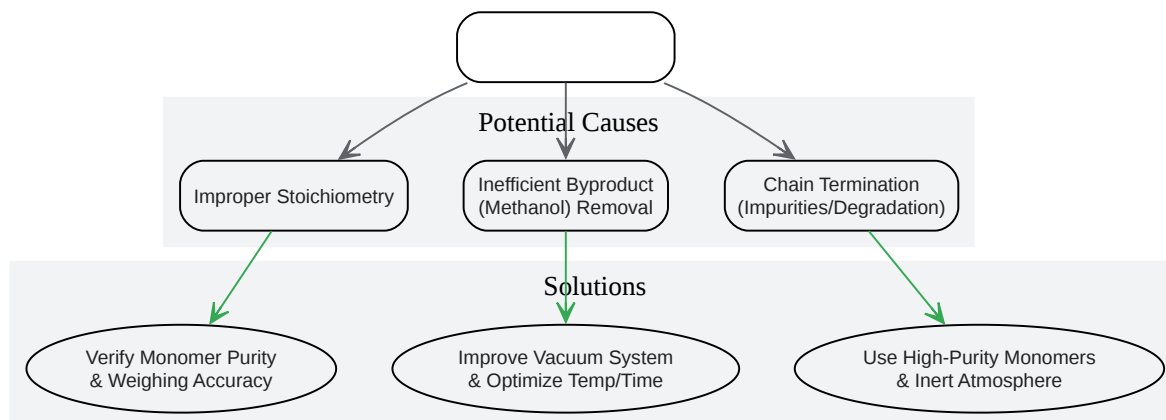 Potential Causes
Improper Stoichiometry
Inefficient Byproduct
(Methanol) Removal
Chain Termination
(Impurities/Degradation)
Solutions
Verify Monomer Purity
& Weighing Accuracy
Improve Vacuum System
& Optimize Temp/Time
Use High-Purity Monomers
& Inert Atmosphere